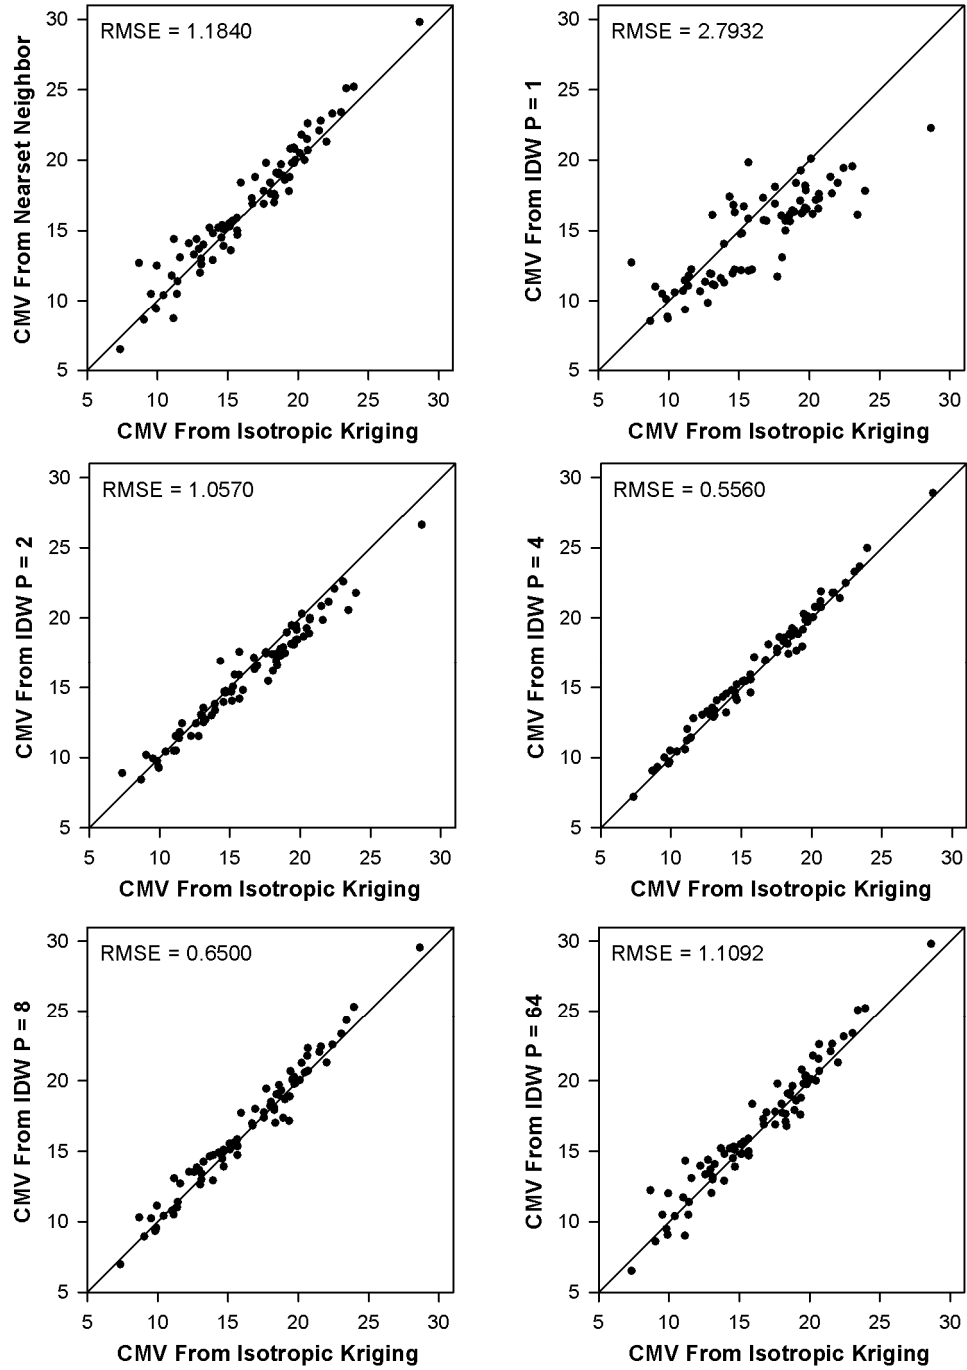 RMSE = 1.1840
CMV From Nearset Neighbor
30
25
20
15
10
5
5 10 15 20 25 30
CMV From Isotropic Kriging
RMSE = 2.7932
CMV From IDW P = 1
30
25
20
15
10
5
5 10 15 20 25 30
CMV From Isotropic Kriging
RMSE = 1.0570
CMV From IDW P = 2
30
25
20
15
10
5
5 10 15 20 25 30
CMV From Isotropic Kriging
RMSE = 0.5560
CMV From IDW P = 4
30
25
20
15
10
5
5 10 15 20 25 30
CMV From Isotropic Kriging
RMSE = 0.6500
CMV From IDW P = 8
30
25
20
15
10
5
5 10 15 20 25 30
CMV From Isotropic Kriging
RMSE = 1.1092
CMV From IDW P = 64
30
25
20
15
10
5
5 10 15 20 25 30
CMV From Isotropic Kriging